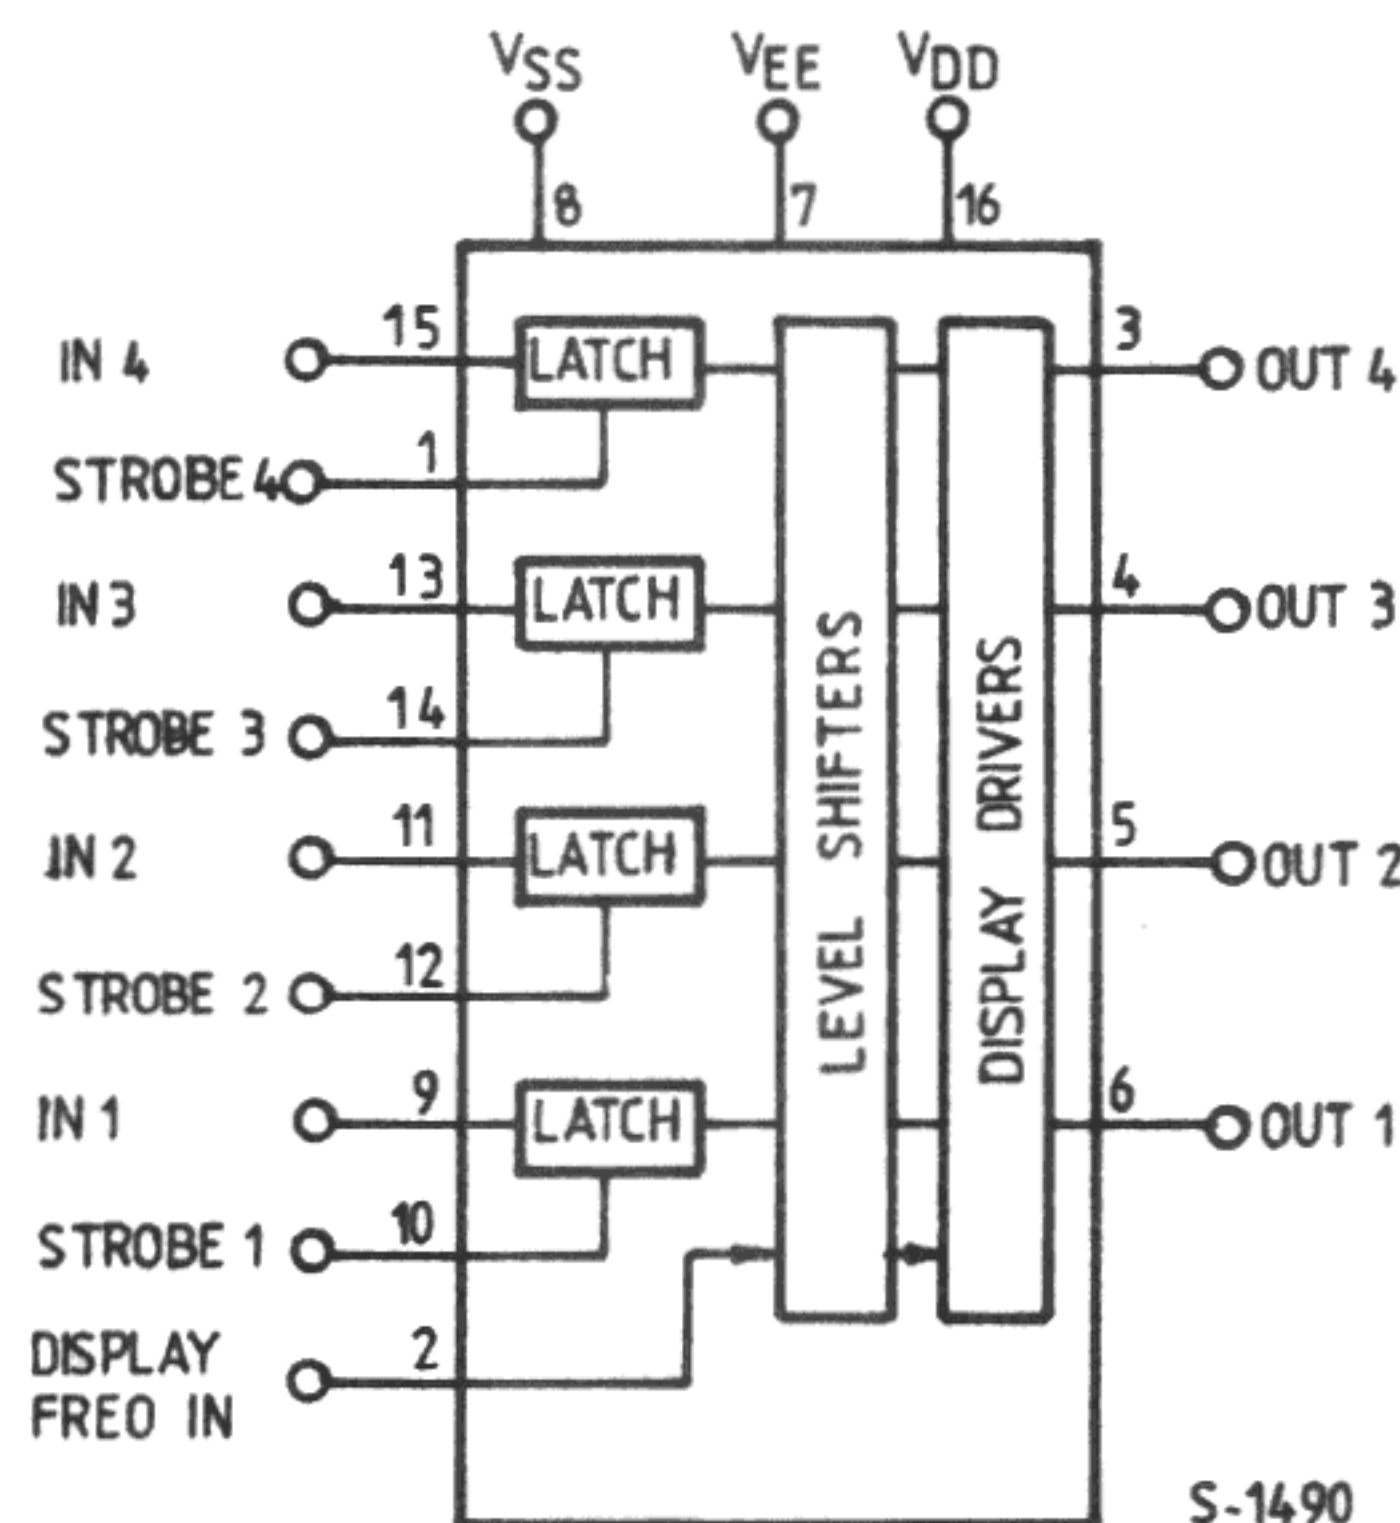 VSS VEE VDD
8 7 16
IN 4 15 LATCH 3 OUT 4
STROBE 4 1
IN 3 13 LATCH 4 OUT 3
STROBE 3 14
IN 2 11 LATCH 5 OUT 2
STROBE 2 12
IN 1 9 LATCH 6 OUT 1
STROBE 1 10
LEVEL SHIFTERS
DISPLAY DRIVERS
DISPLAY 2
FREO IN
S-1490